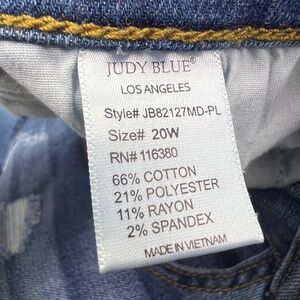 JUDY BLUE®
LOS ANGELES
Style# JB82127MD-PL
Size# 20W
RN# 116380
66% COTTON
21% POLYESTER
11% RAYON
2% SPANDEX
MADE IN VIETNAM